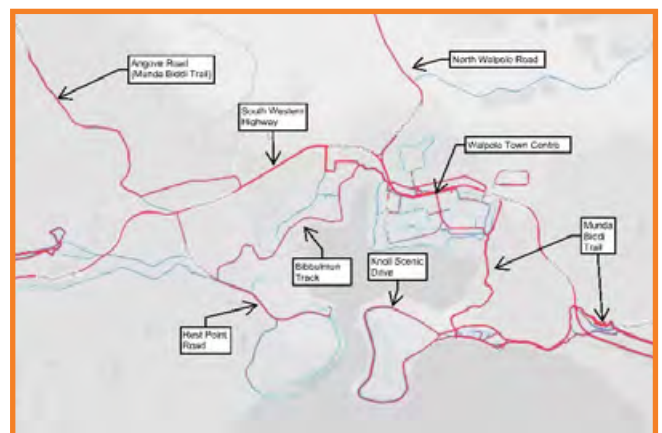 Angove Road
(Munda Biddi Trail)
North Walpole Road
South Western
Highway
Walpole Town Centre
Munda
Biddi
Trail
Bibbulmun
Track
Knoll Scenic
Drive
Rest Point
Road